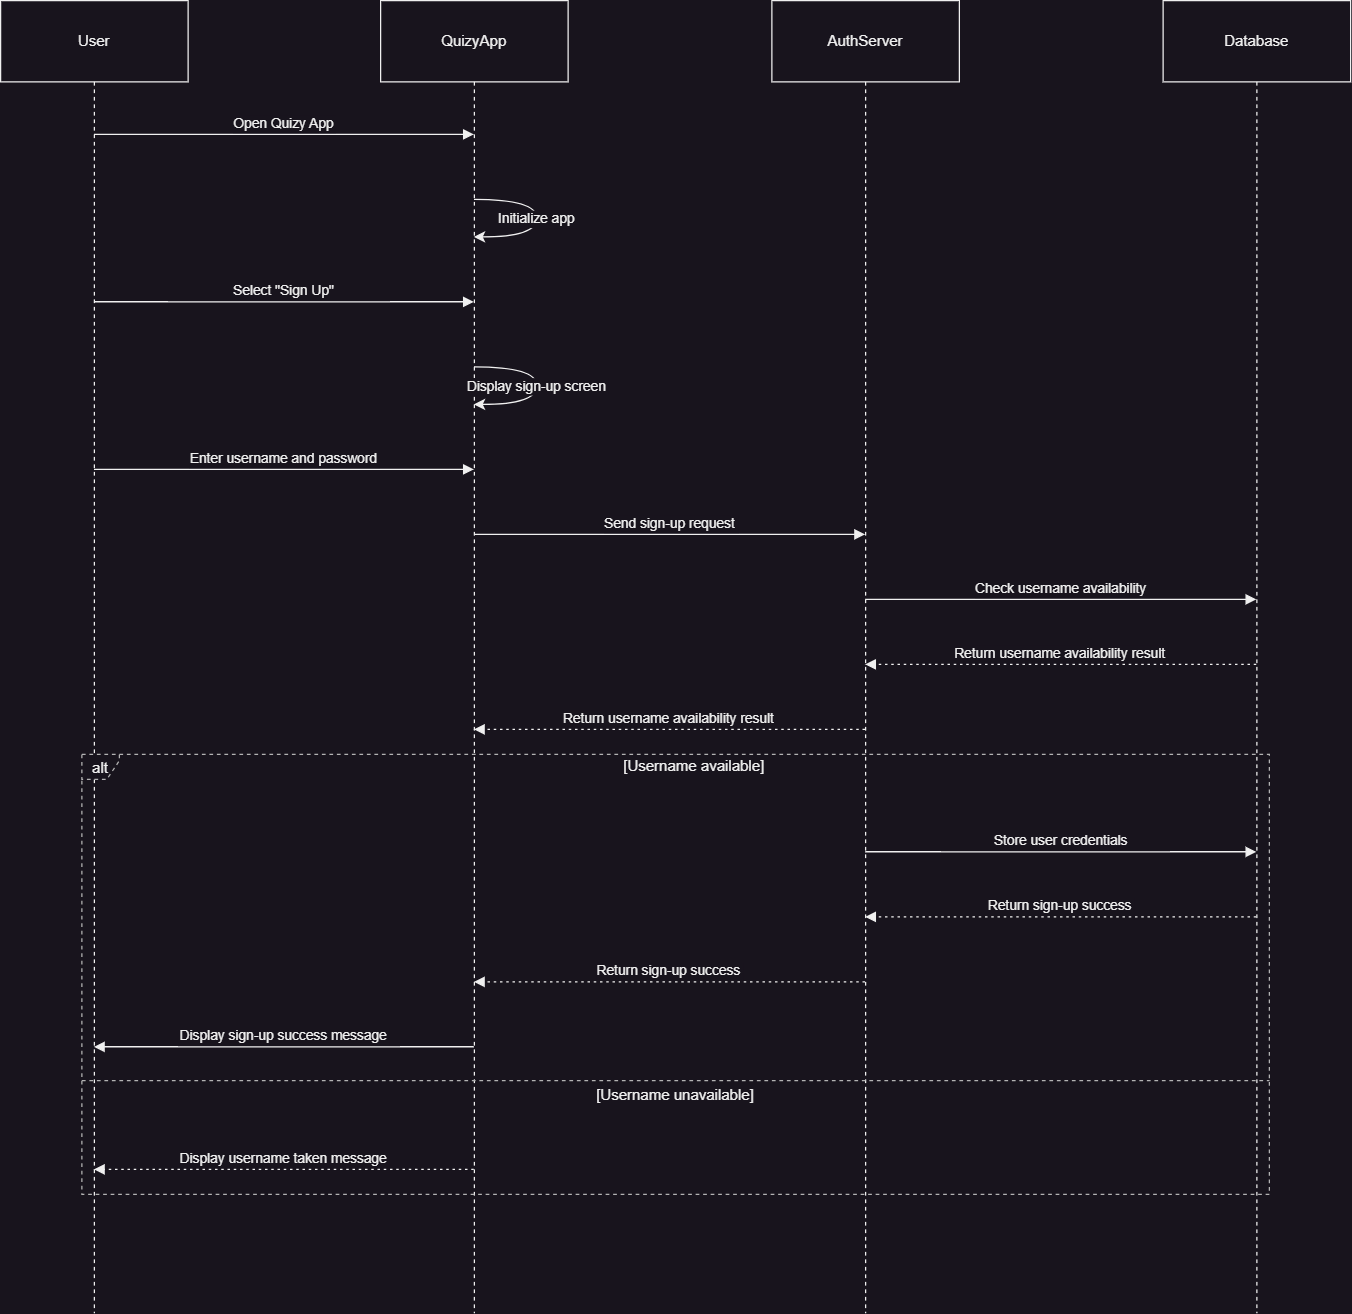 User
QuizyApp
AuthServer
Database
Open Quizy App
Initialize app
Select "Sign Up"
Display sign-up screen
Enter username and password
Send sign-up request
Check username availability
Return username availability result
Return username availability result
alt
[Username available]
Store user credentials
Return sign-up success
Return sign-up success
Display sign-up success message
[Username unavailable]
Display username taken message